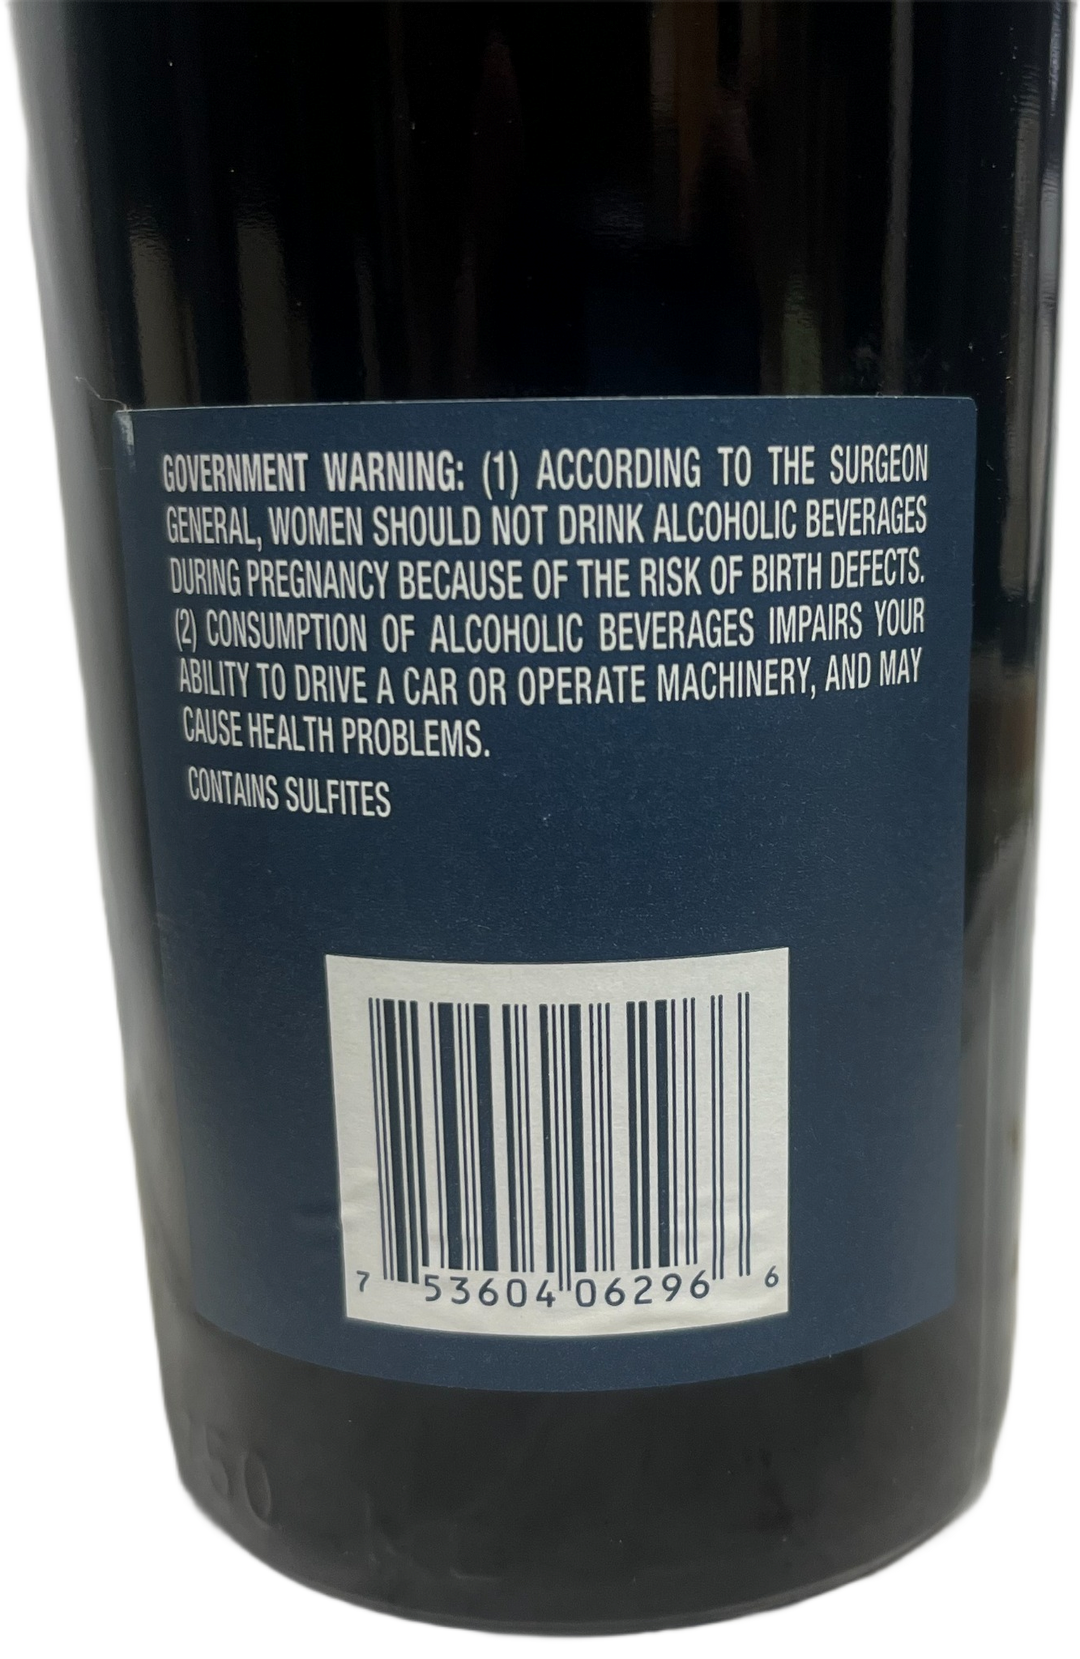 GOVERNMENT WARNING: (1) ACCORDING TO THE SURGEON
GENERAL, WOMEN SHOULD NOT DRINK ALCOHOLIC BEVERAGES
DURING PREGNANCY BECAUSE OF THE RISK OF BIRTH DEFECTS.
(2) CONSUMPTION OF ALCOHOLIC BEVERAGES IMPAIRS YOUR
ABILITY TO DRIVE A CAR OR OPERATE MACHINERY, AND MAY
CAUSE HEALTH PROBLEMS.
CONTAINS SULFITES
7 53604 06296 6
50